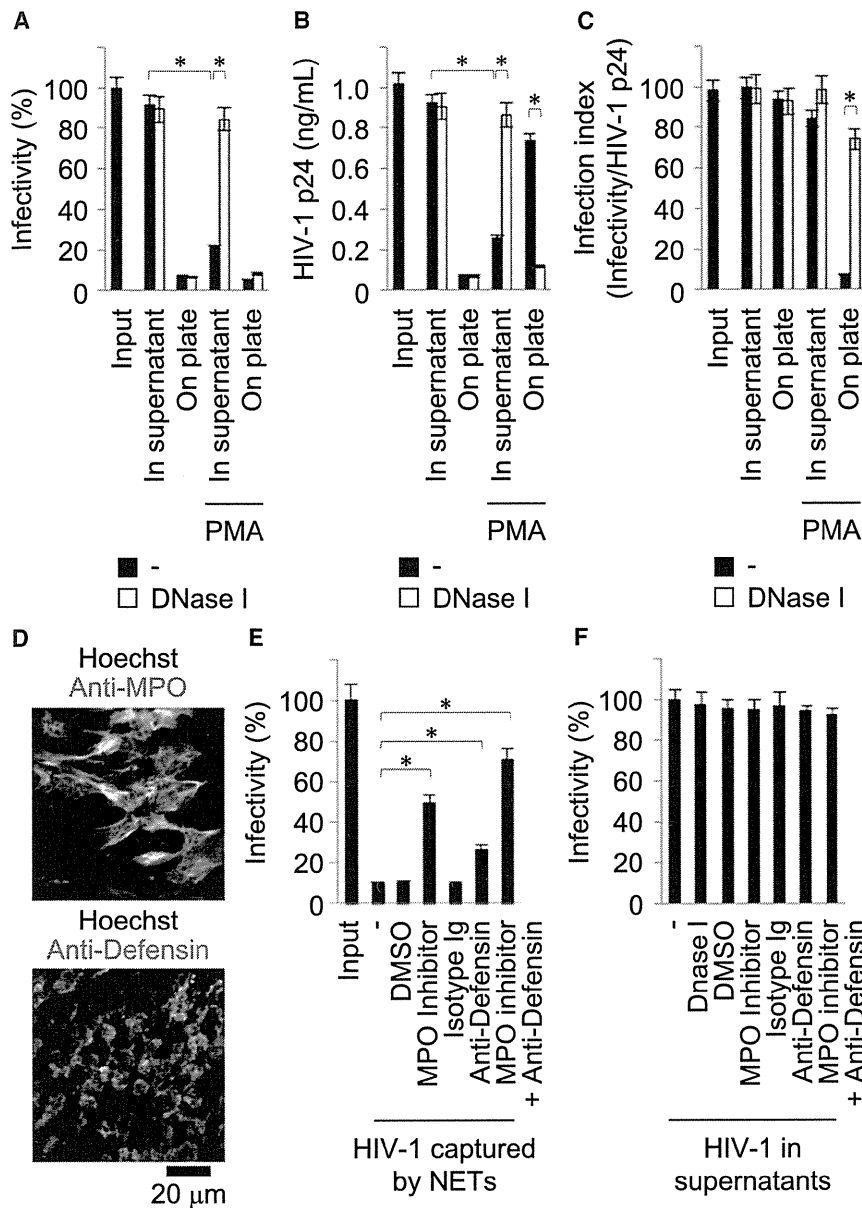 A
Infectivity (%)
100
80
60
40
20
0
*
*
Input
In supernatant
On plate
In supernatant
On plate
PMA
-
DNase I
B
HIV-1 p24 (ng/mL)
1.0
0.8
0.6
0.4
0.2
0
*
*
*
Input
In supernatant
On plate
In supernatant
On plate
PMA
-
DNase I
C
Infection index
(Infectivity/HIV-1 p24)
100
80
60
40
20
0
*
Input
In supernatant
On plate
In supernatant
On plate
PMA
-
DNase I
D
Hoechst
Anti-MPO
Hoechst
Anti-Defensin
20 μm
E
Infectivity (%)
100
80
60
40
20
0
*
*
*
Input
-
DMSO
MPO Inhibitor
Isotype Ig
Anti-Defensin
MPO inhibitor
+ Anti-Defensin
HIV-1 captured
by NETs
F
Infectivity (%)
100
80
60
40
20
0
-
Dnase I
DMSO
MPO Inhibitor
Isotype Ig
Anti-Defensin
MPO inhibitor
+ Anti-Defensin
HIV-1 in
supernatants